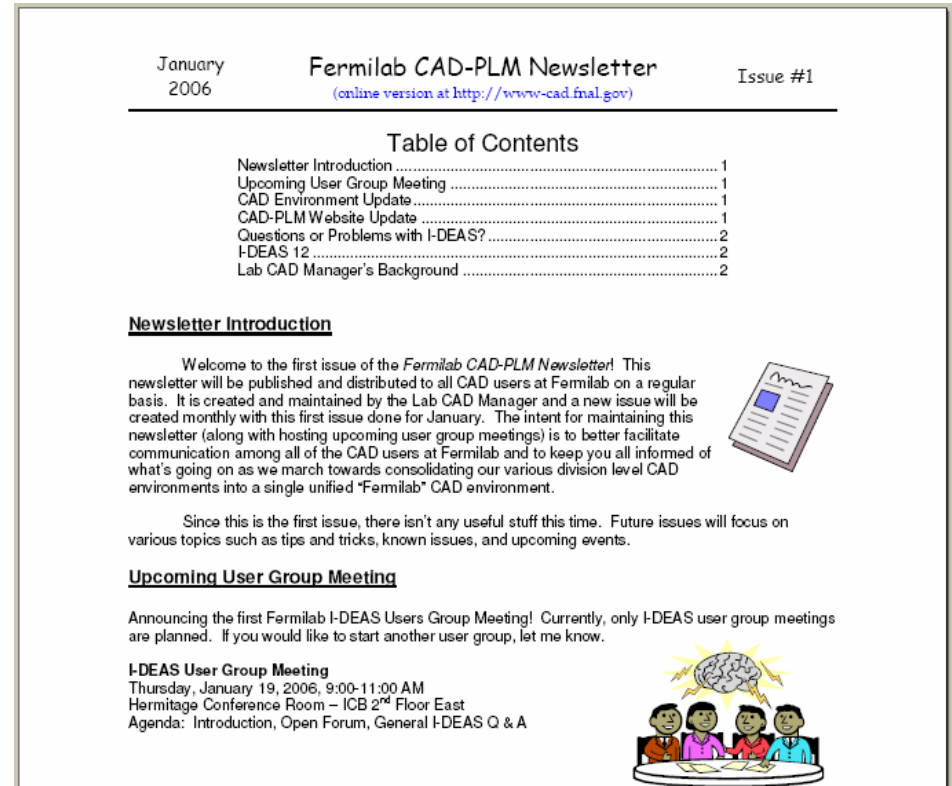 January
2006
Fermilab CAD-PLM Newsletter
(online version at http://www-cad.fnal.gov)
Issue #1
Table of Contents
Newsletter Introduction ........................................................................ 1
Upcoming User Group Meeting ............................................................ 1
CAD Environment Update.................................................................... 1
CAD-PLM Website Update ................................................................... 1
Questions or Problems with I-DEAS?.................................................... 2
I-DEAS 12 ........................................................................................... 2
Lab CAD Manager's Background ......................................................... 2
Newsletter Introduction
Welcome to the first issue of the Fermilab CAD-PLM Newsletter! This
newsletter will be published and distributed to all CAD users at Fermilab on a regular
basis. It is created and maintained by the Lab CAD Manager and a new issue will be
created monthly with this first issue done for January. The intent for maintaining this
newsletter (along with hosting upcoming user group meetings) is to better facilitate
communication among all of the CAD users at Fermilab and to keep you all informed of
what's going on as we march towards consolidating our various division level CAD
environments into a single unified "Fermilab" CAD environment.
Since this is the first issue, there isn't any useful stuff this time. Future issues will focus on
various topics such as tips and tricks, known issues, and upcoming events.
Upcoming User Group Meeting
Announcing the first Fermilab I-DEAS Users Group Meeting! Currently, only I-DEAS user group meetings
are planned. If you would like to start another user group, let me know.
I-DEAS User Group Meeting
Thursday, January 19, 2006, 9:00-11:00 AM
Hermitage Conference Room – ICB 2nd Floor East
Agenda: Introduction, Open Forum, General I-DEAS Q & A